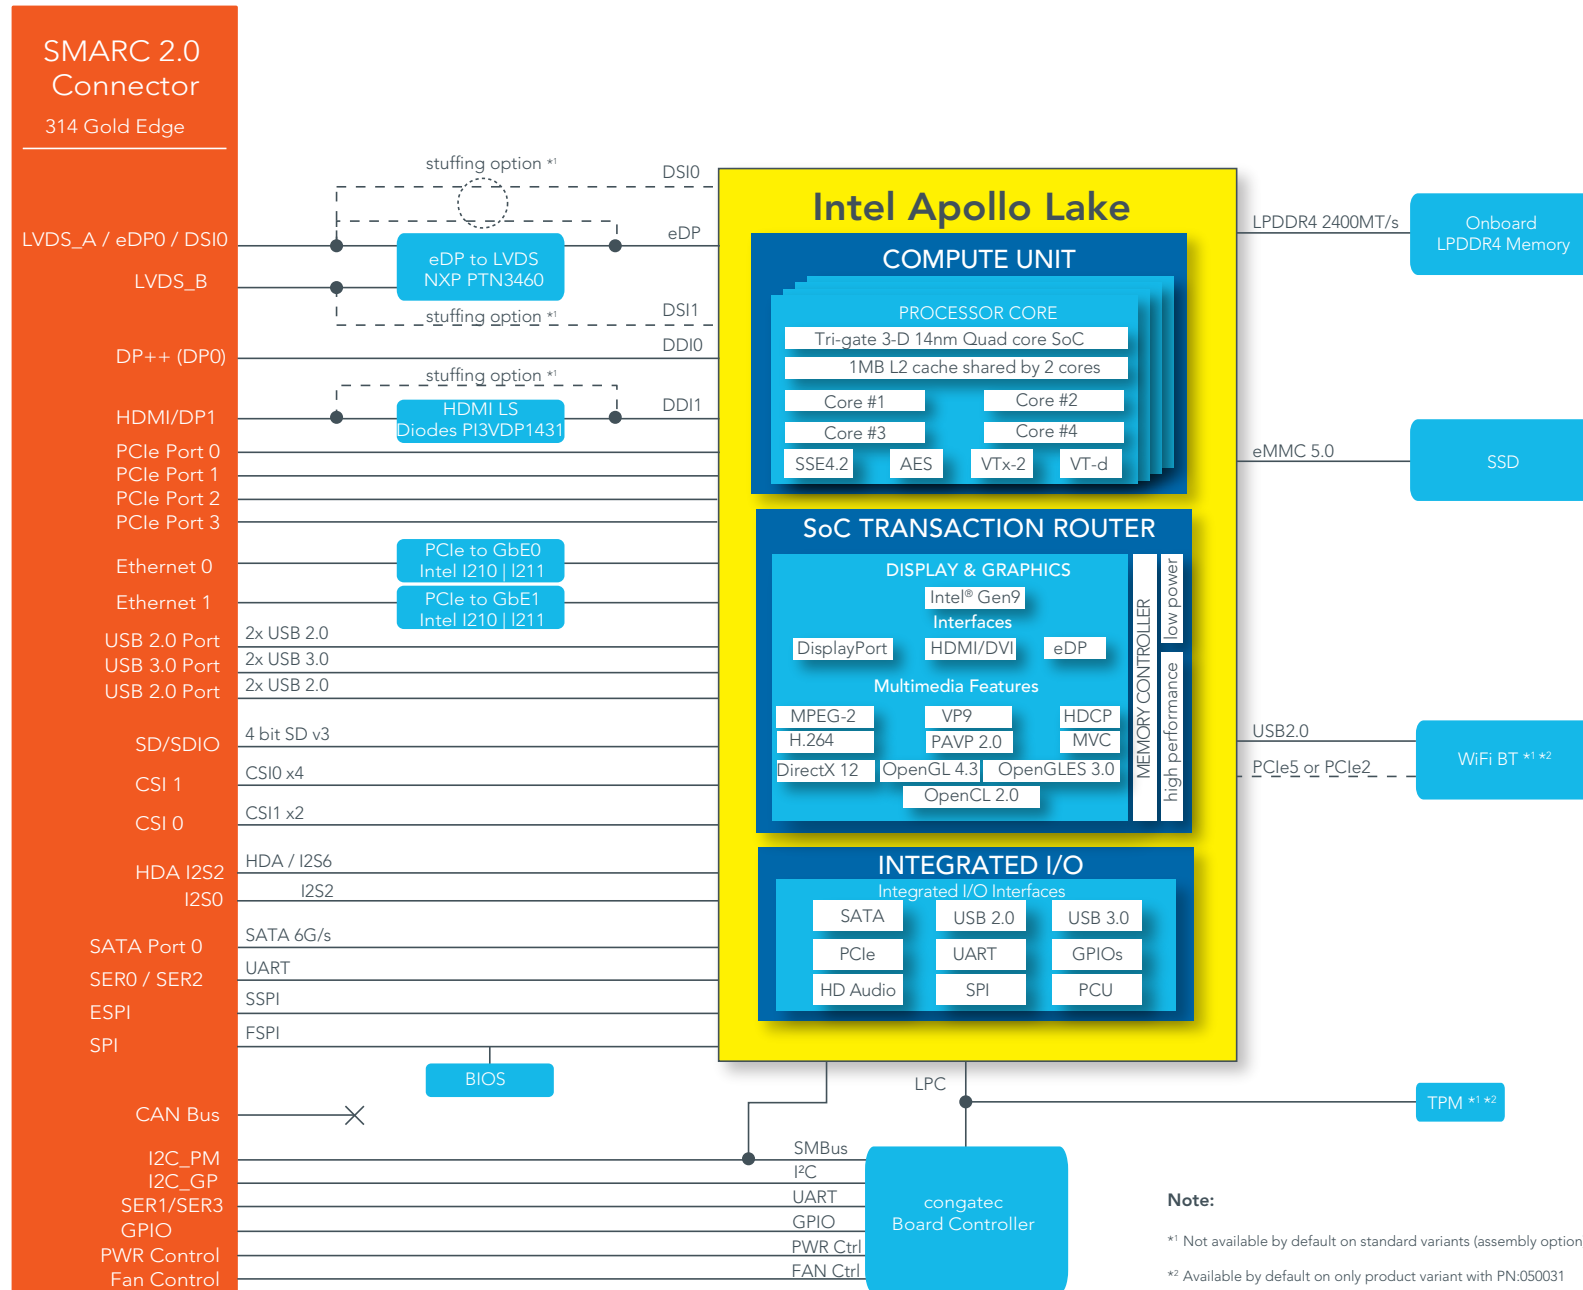 SMARC 2.0
Connector
314 Gold Edge
LVDS_A / eDP0 / DSI0
LVDS_B
DP++ (DP0)
HDMI/DP1
PCIe Port 0
PCIe Port 1
PCIe Port 2
PCIe Port 3
Ethernet 0
Ethernet 1
USB 2.0 Port
USB 3.0 Port
USB 2.0 Port
SD/SDIO
CSI 1
CSI 0
HDA I2S2
I2S0
SATA Port 0
SER0 / SER2
ESPI
SPI
CAN Bus
I2C_PM
I2C_GP
SER1/SER3
GPIO
PWR Control
Fan Control
stuffing option *1
DSI0
eDP
eDP to LVDS
NXP PTN3460
stuffing option *1
DSI1
DDI0
stuffing option *1
HDMI LS
Diodes PI3VDP1431
DDI1
PCIe to GbE0
Intel I210 | I211
PCIe to GbE1
Intel I210 | I211
2x USB 2.0
2x USB 3.0
2x USB 2.0
4 bit SD v3
CSI0 x4
CSI1 x2
HDA / I2S6
I2S2
SATA 6G/s
UART
SSPI
FSPI
BIOS
Intel Apollo Lake
COMPUTE UNIT
PROCESSOR CORE
Tri-gate 3-D 14nm Quad core SoC
1MB L2 cache shared by 2 cores
Core #1
Core #2
Core #3
Core #4
SSE4.2
AES
VTx-2
VT-d
SoC TRANSACTION ROUTER
DISPLAY & GRAPHICS
Intel® Gen9
Interfaces
DisplayPort
HDMI/DVI
eDP
Multimedia Features
MPEG-2
VP9
HDCP
H.264
PAVP 2.0
MVC
DirectX 12
OpenGL 4.3
OpenGLES 3.0
OpenCL 2.0
MEMORY CONTROLLER
low power
high performance
INTEGRATED I/O
Integrated I/O Interfaces
SATA
USB 2.0
USB 3.0
PCIe
UART
GPIOs
HD Audio
SPI
PCU
LPDDR4 2400MT/s
Onboard
LPDDR4 Memory
eMMC 5.0
SSD
USB2.0
PCIe5 or PCIe2
WiFi BT *1 *2
LPC
TPM *1 *2
SMBus
I²C
UART
GPIO
PWR Ctrl
FAN Ctrl
congatec
Board Controller
Note:
*1 Not available by default on standard variants (assembly option
*2 Available by default on only product variant with PN:050031